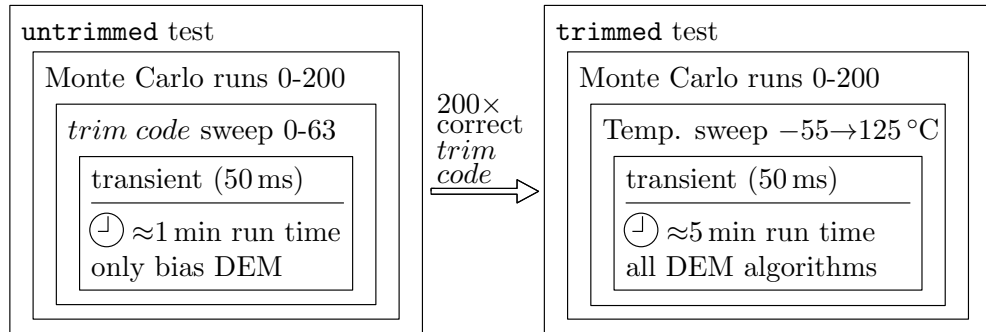 untrimmed test
Monte Carlo runs 0-200
trim code sweep 0-63
transient (50 ms)
≈1 min run time
only bias DEM
200×
correct
trim
code
trimmed test
Monte Carlo runs 0-200
Temp. sweep −55→125 °C
transient (50 ms)
≈5 min run time
all DEM algorithms